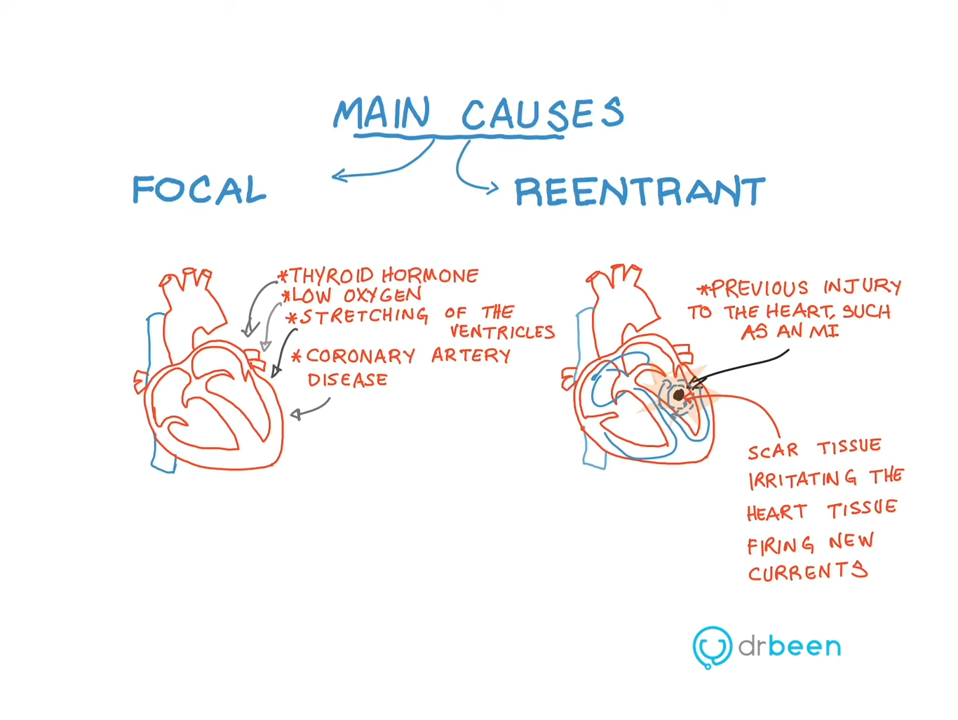 MAIN CAUSES
FOCAL
REENTRANT
*THYROID HORMONE
*LOW OXYGEN
*STRETCHING OF THE
VENTRICLES
* CORONARY ARTERY
DISEASE
*PREVIOUS INJURY
TO THE HEART, SUCH
AS AN MI
SCAR TISSUE
IRRITATING THE
HEART TISSUE
FIRING NEW
CURRENTS
drbeen